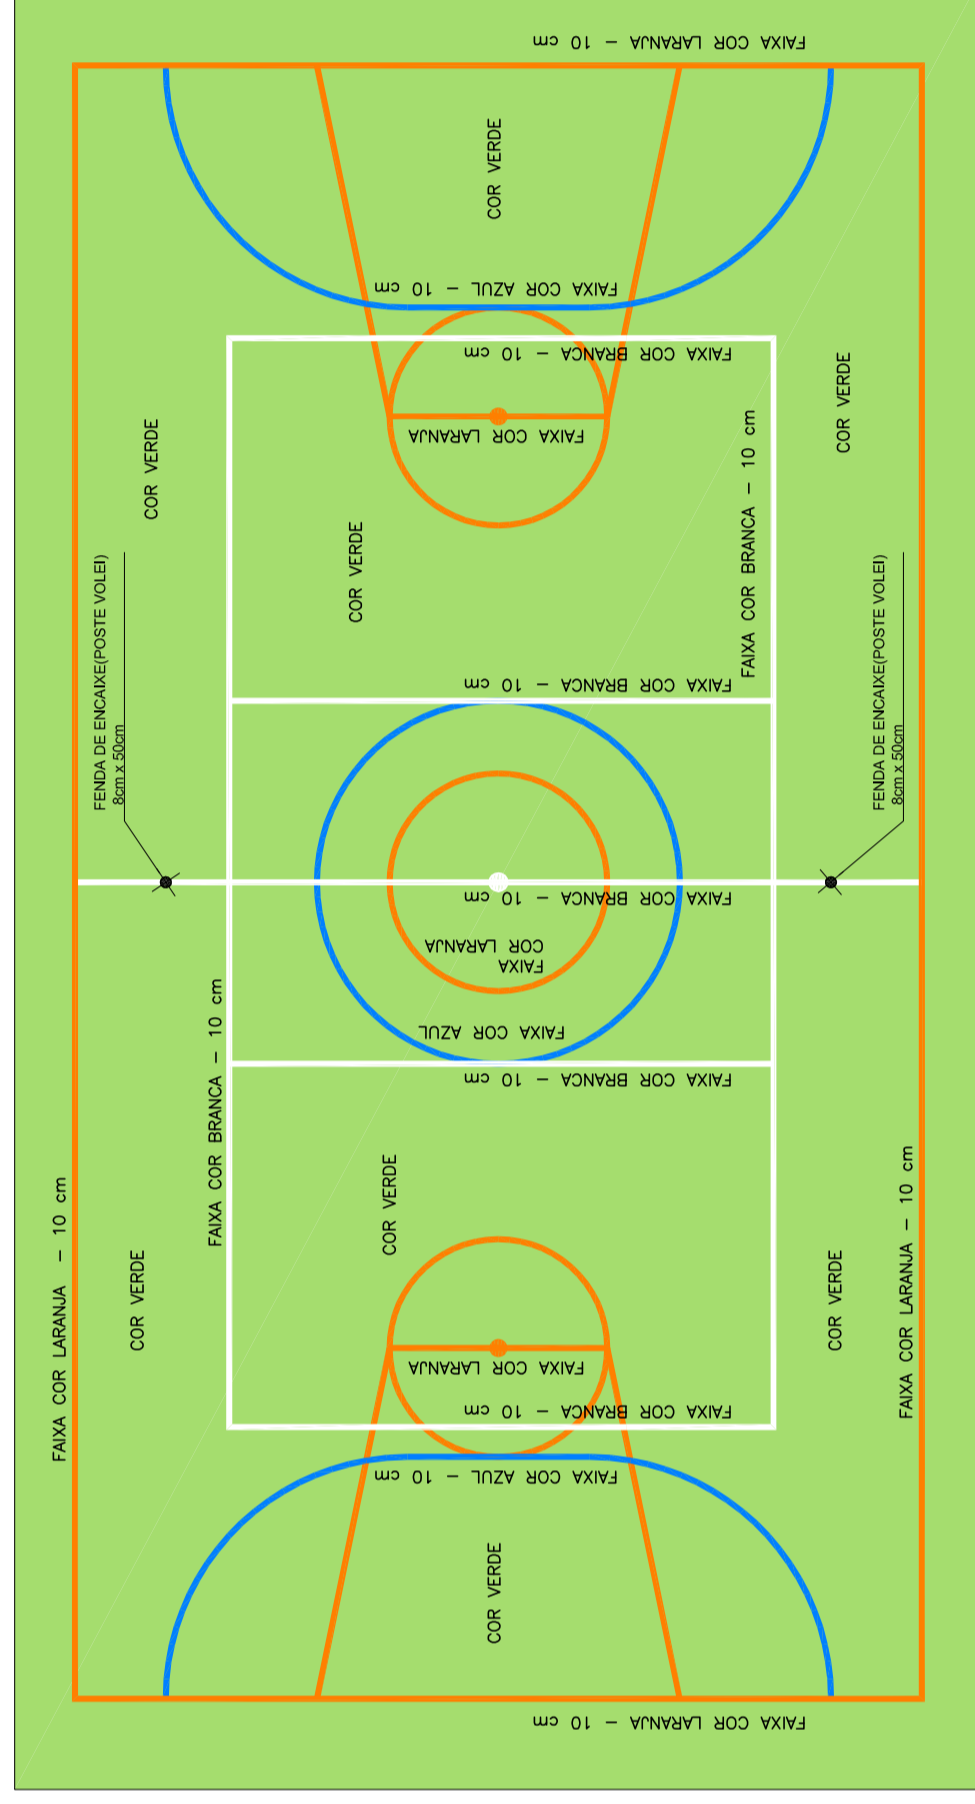 FAIXA COR LARANJA - 10 cm
COR VERDE
FAIXA COR AZUL - 10 cm
FAIXA COR BRANCA - 10 cm
FAIXA COR LARANJA
COR VERDE
COR VERDE
COR VERDE
FAIXA COR BRANCA - 10 cm
FENDA DE ENCAIXE(POSTE VOLEI)
8cm x 50cm
FENDA DE ENCAIXE(POSTE VOLEI)
8cm x 50cm
FAIXA COR BRANCA - 10 cm
FAIXA COR BRANCA - 10 cm
FAIXA
COR LARANJA
FAIXA COR AZUL
FAIXA COR BRANCA - 10 cm
FAIXA COR BRANCA - 10 cm
COR VERDE
FAIXA COR LARANJA - 10 cm
COR VERDE
COR VERDE
FAIXA COR LARANJA - 10 cm
FAIXA COR LARANJA
FAIXA COR BRANCA - 10 cm
FAIXA COR AZUL - 10 cm
COR VERDE
FAIXA COR LARANJA - 10 cm